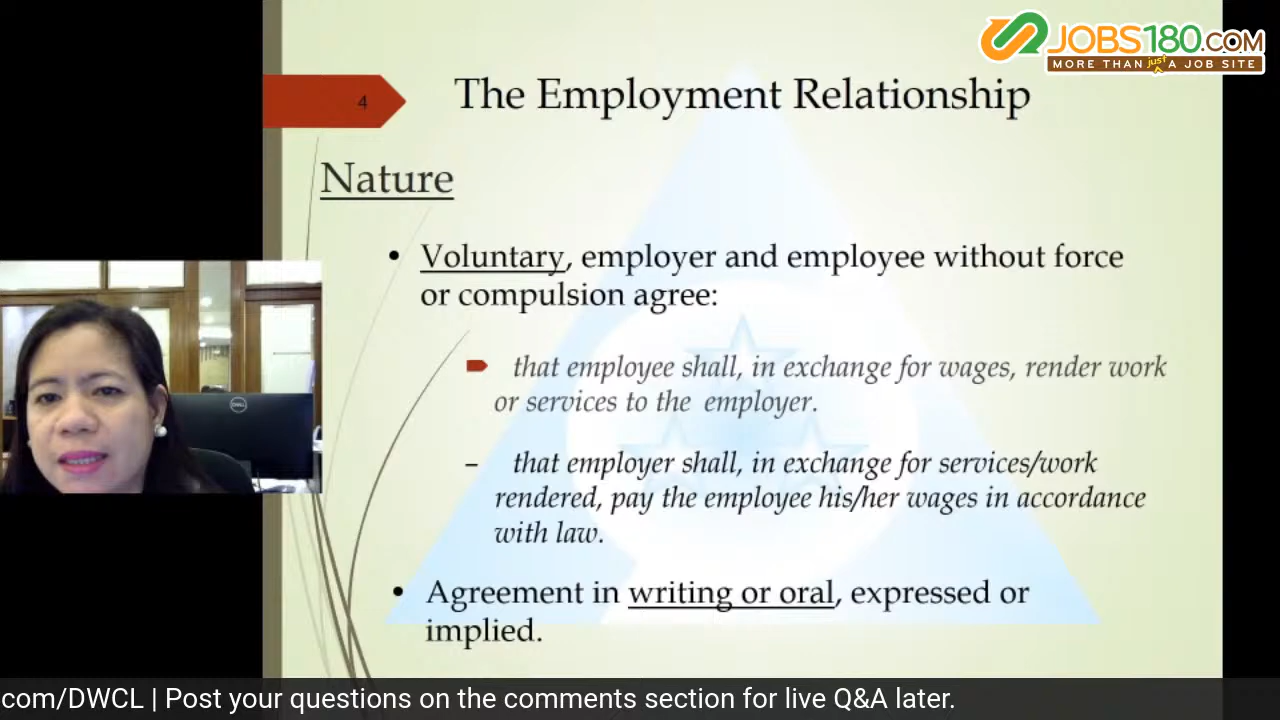 JOBS180.COM
MORE THAN just A JOB SITE
4
The Employment Relationship
Nature
• Voluntary, employer and employee without force
or compulsion agree:
that employee shall, in exchange for wages, render work
or services to the employer.
– that employer shall, in exchange for services/work
rendered, pay the employee his/her wages in accordance
with law.
• Agreement in writing or oral, expressed or
implied.
DELL
com/DWCL | Post your questions on the comments section for live Q&A later.